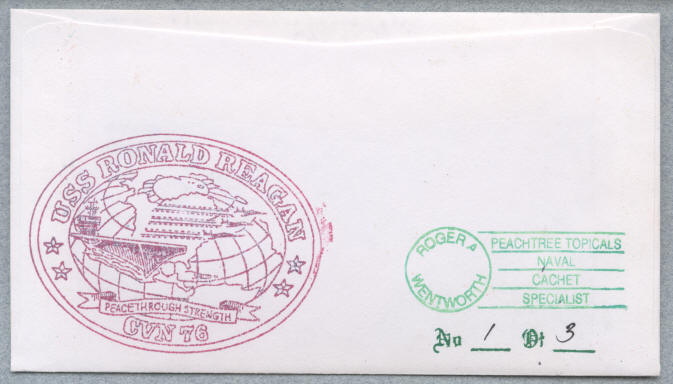 USS RONALD REAGAN
PEACE THROUGH STRENGTH
CVN 76
ROGER A
WENTWORTH
PEACHTREE TOPICALS
NAVAL
CACHET
SPECIALIST
No 1 Of 3